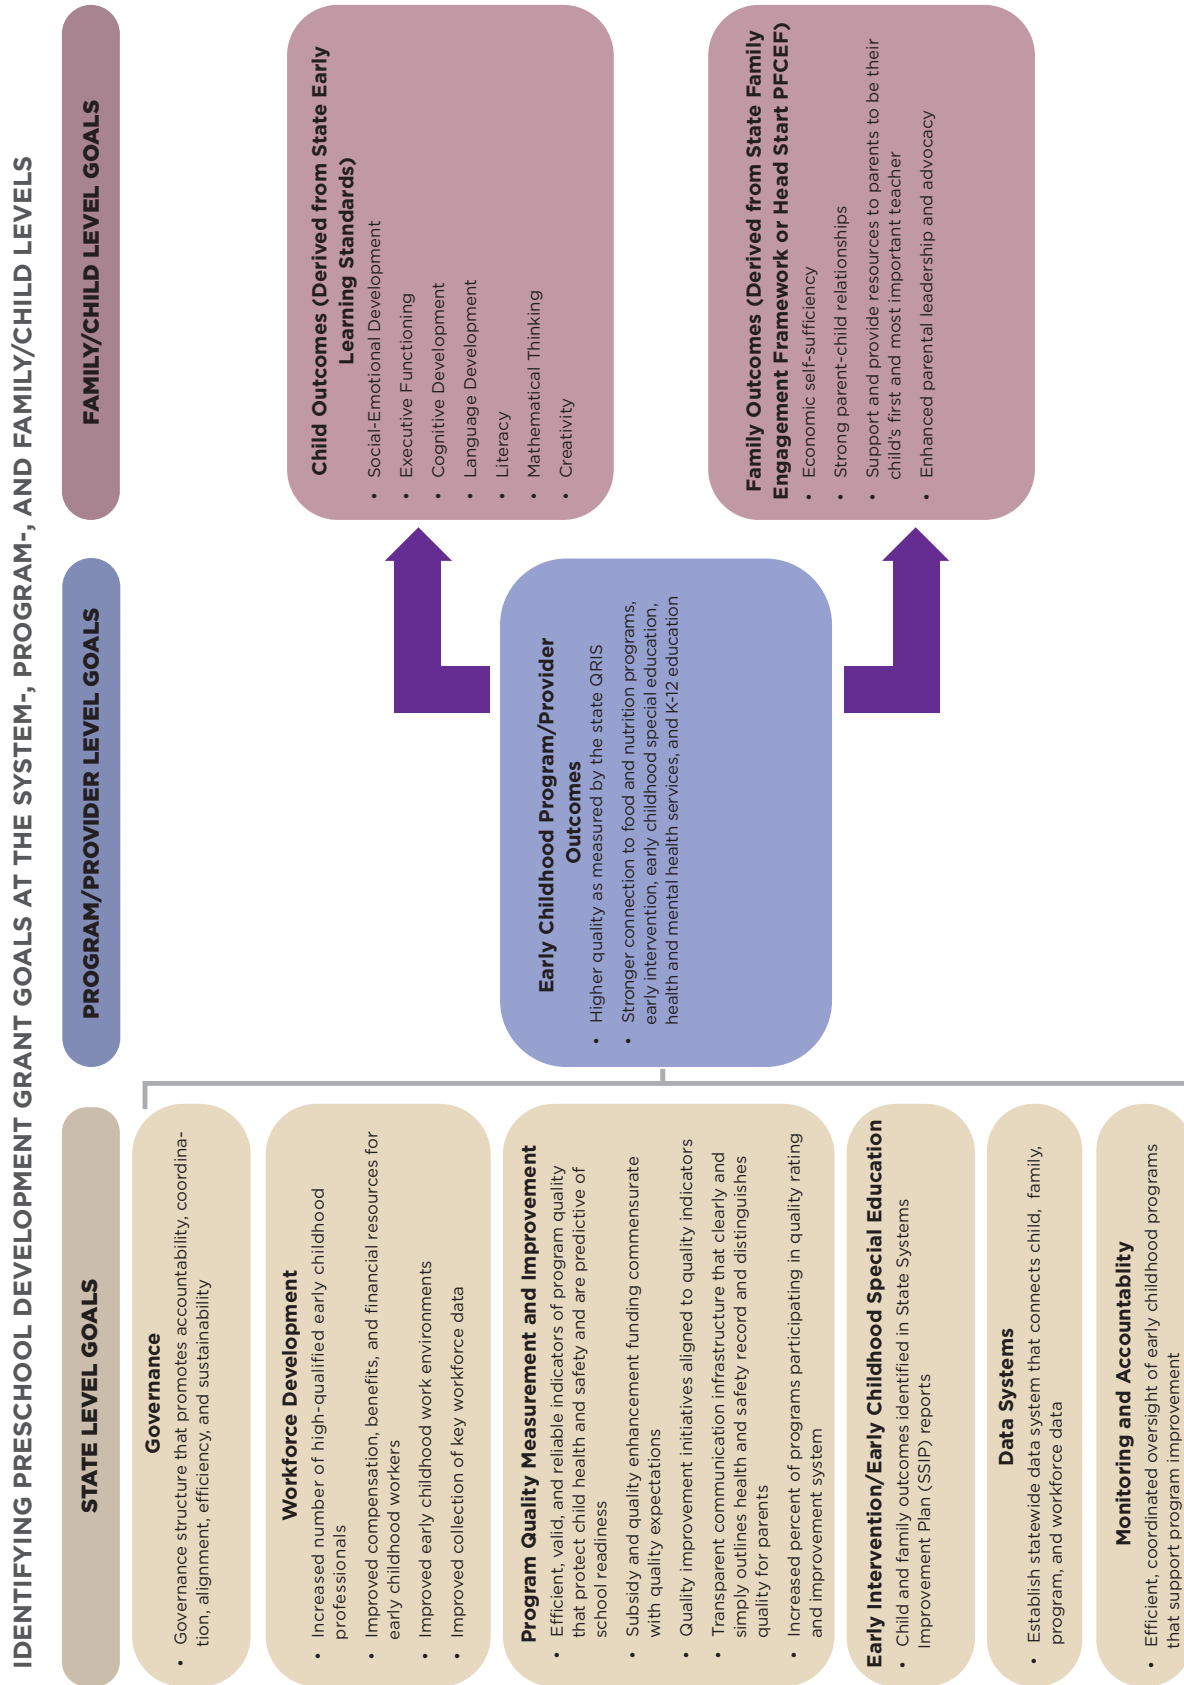 IDENTIFYING PRESCHOOL DEVELOPMENT GRANT GOALS AT THE SYSTEM-, PROGRAM-, AND FAMILY/CHILD LEVELS
STATE LEVEL GOALS
Governance
• Governance structure that promotes accountability, coordina-
tion, alignment, efficiency, and sustainability
Workforce Development
• Increased number of high-qualified early childhood
professionals
• Improved compensation, benefits, and financial resources for
early childhood workers
• Improved early childhood work environments
• Improved collection of key workforce data
Program Quality Measurement and Improvement
• Efficient, valid, and reliable indicators of program quality
that protect child health and safety and are predictive of
school readiness
• Subsidy and quality enhancement funding commensurate
with quality expectations
• Quality improvement initiatives aligned to quality indicators
• Transparent communication infrastructure that clearly and
simply outlines health and safety record and distinguishes
quality for parents
• Increased percent of programs participating in quality rating
and improvement system
Early Intervention/Early Childhood Special Education
• Child and family outcomes identified in State Systems
Improvement Plan (SSIP) reports
Data Systems
• Establish statewide data system that connects child, family,
program, and workforce data
Monitoring and Accountability
• Efficient, coordinated oversight of early childhood programs
that support program improvement
PROGRAM/PROVIDER LEVEL GOALS
Early Childhood Program/Provider
Outcomes
• Higher quality as measured by the state QRIS
• Stronger connection to food and nutrition programs,
early intervention, early childhood special education,
health and mental health services, and K-12 education
FAMILY/CHILD LEVEL GOALS
Child Outcomes (Derived from State Early
Learning Standards)
• Social-Emotional Development
• Executive Functioning
• Cognitive Development
• Language Development
• Literacy
• Mathematical Thinking
• Creativity
Family Outcomes (Derived from State Family
Engagement Framework or Head Start PFCEF)
• Economic self-sufficiency
• Strong parent-child relationships
• Support and provide resources to parents to be their
child's first and most important teacher
• Enhanced parental leadership and advocacy